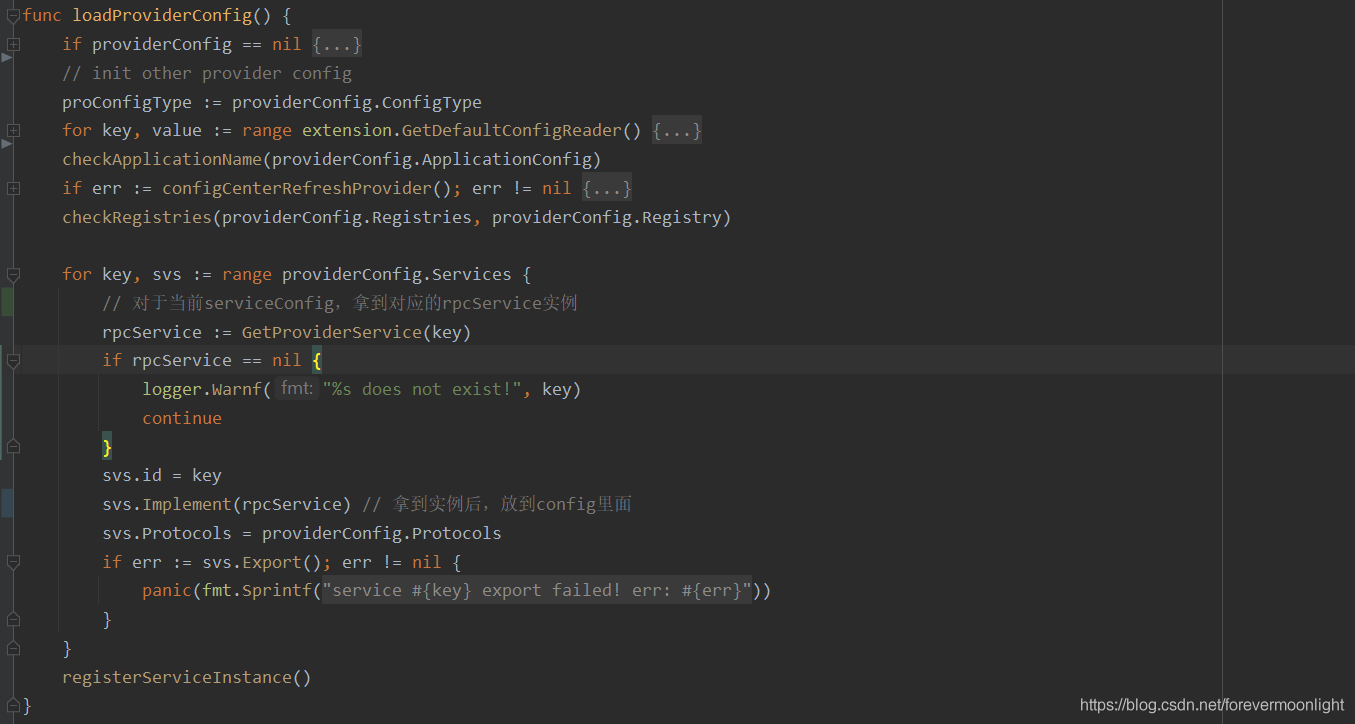 func loadProviderConfig() {
    if providerConfig == nil {...}
    // init other provider config
    proConfigType := providerConfig.ConfigType
    for key, value := range extension.GetDefaultConfigReader() {...}
    checkApplicationName(providerConfig.ApplicationConfig)
    if err := configCenterRefreshProvider(); err != nil {...}
    checkRegistries(providerConfig.Registries, providerConfig.Registry)

    for key, svs := range providerConfig.Services {
        // 对于当前serviceConfig，拿到对应的rpcService实例
        rpcService := GetProviderService(key)
        if rpcService == nil {
            logger.Warnf( fmt: "%s does not exist!", key)
            continue
        }
        svs.id = key
        svs.Implement(rpcService) // 拿到实例后，放到config里面
        svs.Protocols = providerConfig.Protocols
        if err := svs.Export(); err != nil {
            panic(fmt.Sprintf("service #{key} export failed! err: #{err}"))
        }
    }
    registerServiceInstance()
}
https://blog.csdn.net/forevermoonlight